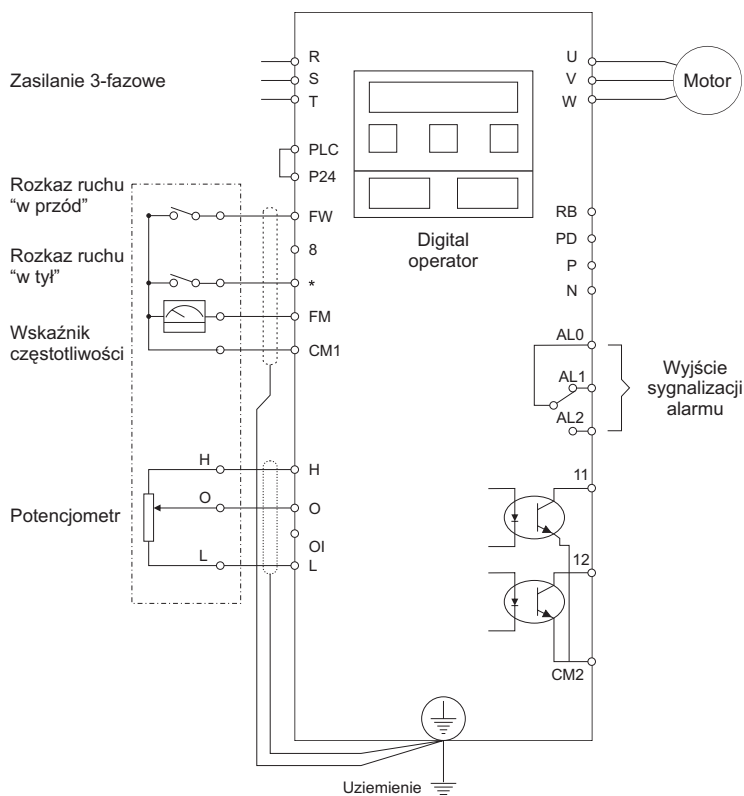 Zasilanie 3-fazowe
R
S
T
PLC
P24
Rozkaz ruchu
“w przód”
FW
8
Rozkaz ruchu
“w tył”
*
FM
Wskaźnik
częstotliwości
CM1
Potencjometr
H
O
L
H
O
OI
L
Digital
operator
U
V
W
Motor
RB
PD
P
N
AL0
AL1
AL2
Wyjście
sygnalizacji
alarmu
11
12
CM2
Uziemienie